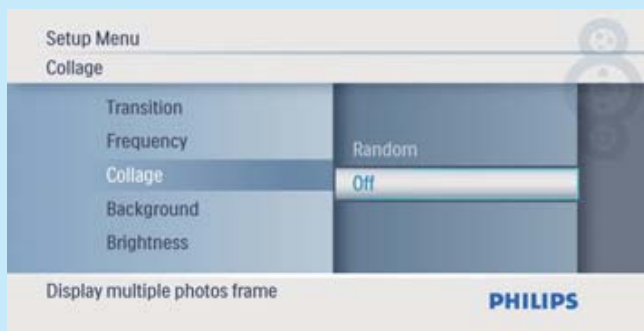 Setup Menu
Collage
Transition
Frequency
Collage
Background
Brightness
Random
Off
Display multiple photos frame
PHILIPS